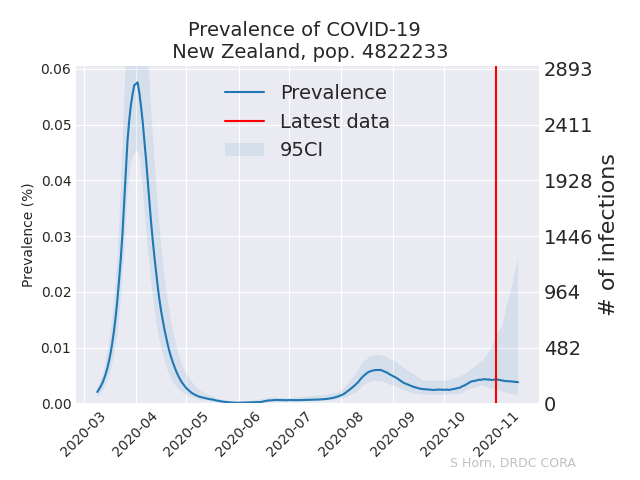 Prevalence of COVID-19
New Zealand, pop. 4822233
Prevalence
Latest data
95CI
Prevalence (%)
0.06
0.05
0.04
0.03
0.02
0.01
0.00
2893
2411
1928
1446
964
482
0
# of infections
2020-03
2020-04
2020-05
2020-06
2020-07
2020-08
2020-09
2020-10
2020-11
S Horn, DRDC CORA